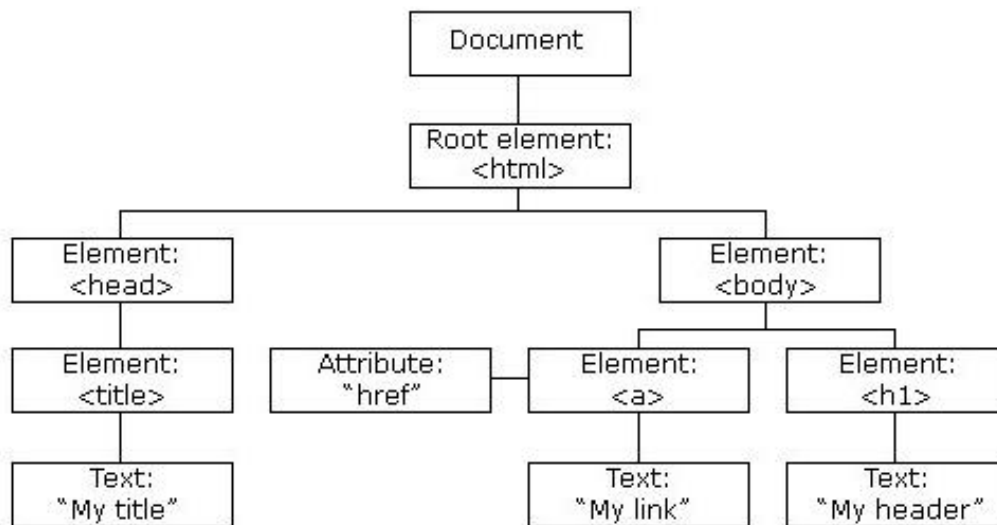 Document
Root element:
<html>
Element:
<head>
Element:
<body>
Element:
<title>
Attribute:
“href”
Element:
<a>
Element:
<h1>
Text:
“My title”
Text:
“My link”
Text:
“My header”